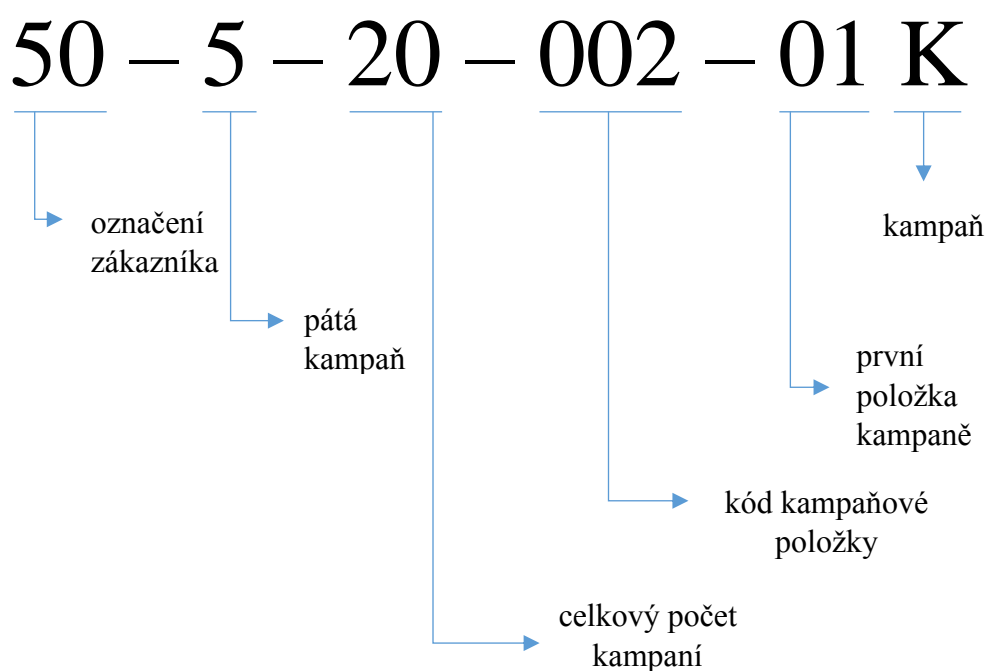 50 – 5 – 20 – 002 – 01 K
označení
zákazníka
kampaň
pátá
kampaň
první
položka
kampaně
kód kampaňové
položky
celkový počet
kampaní